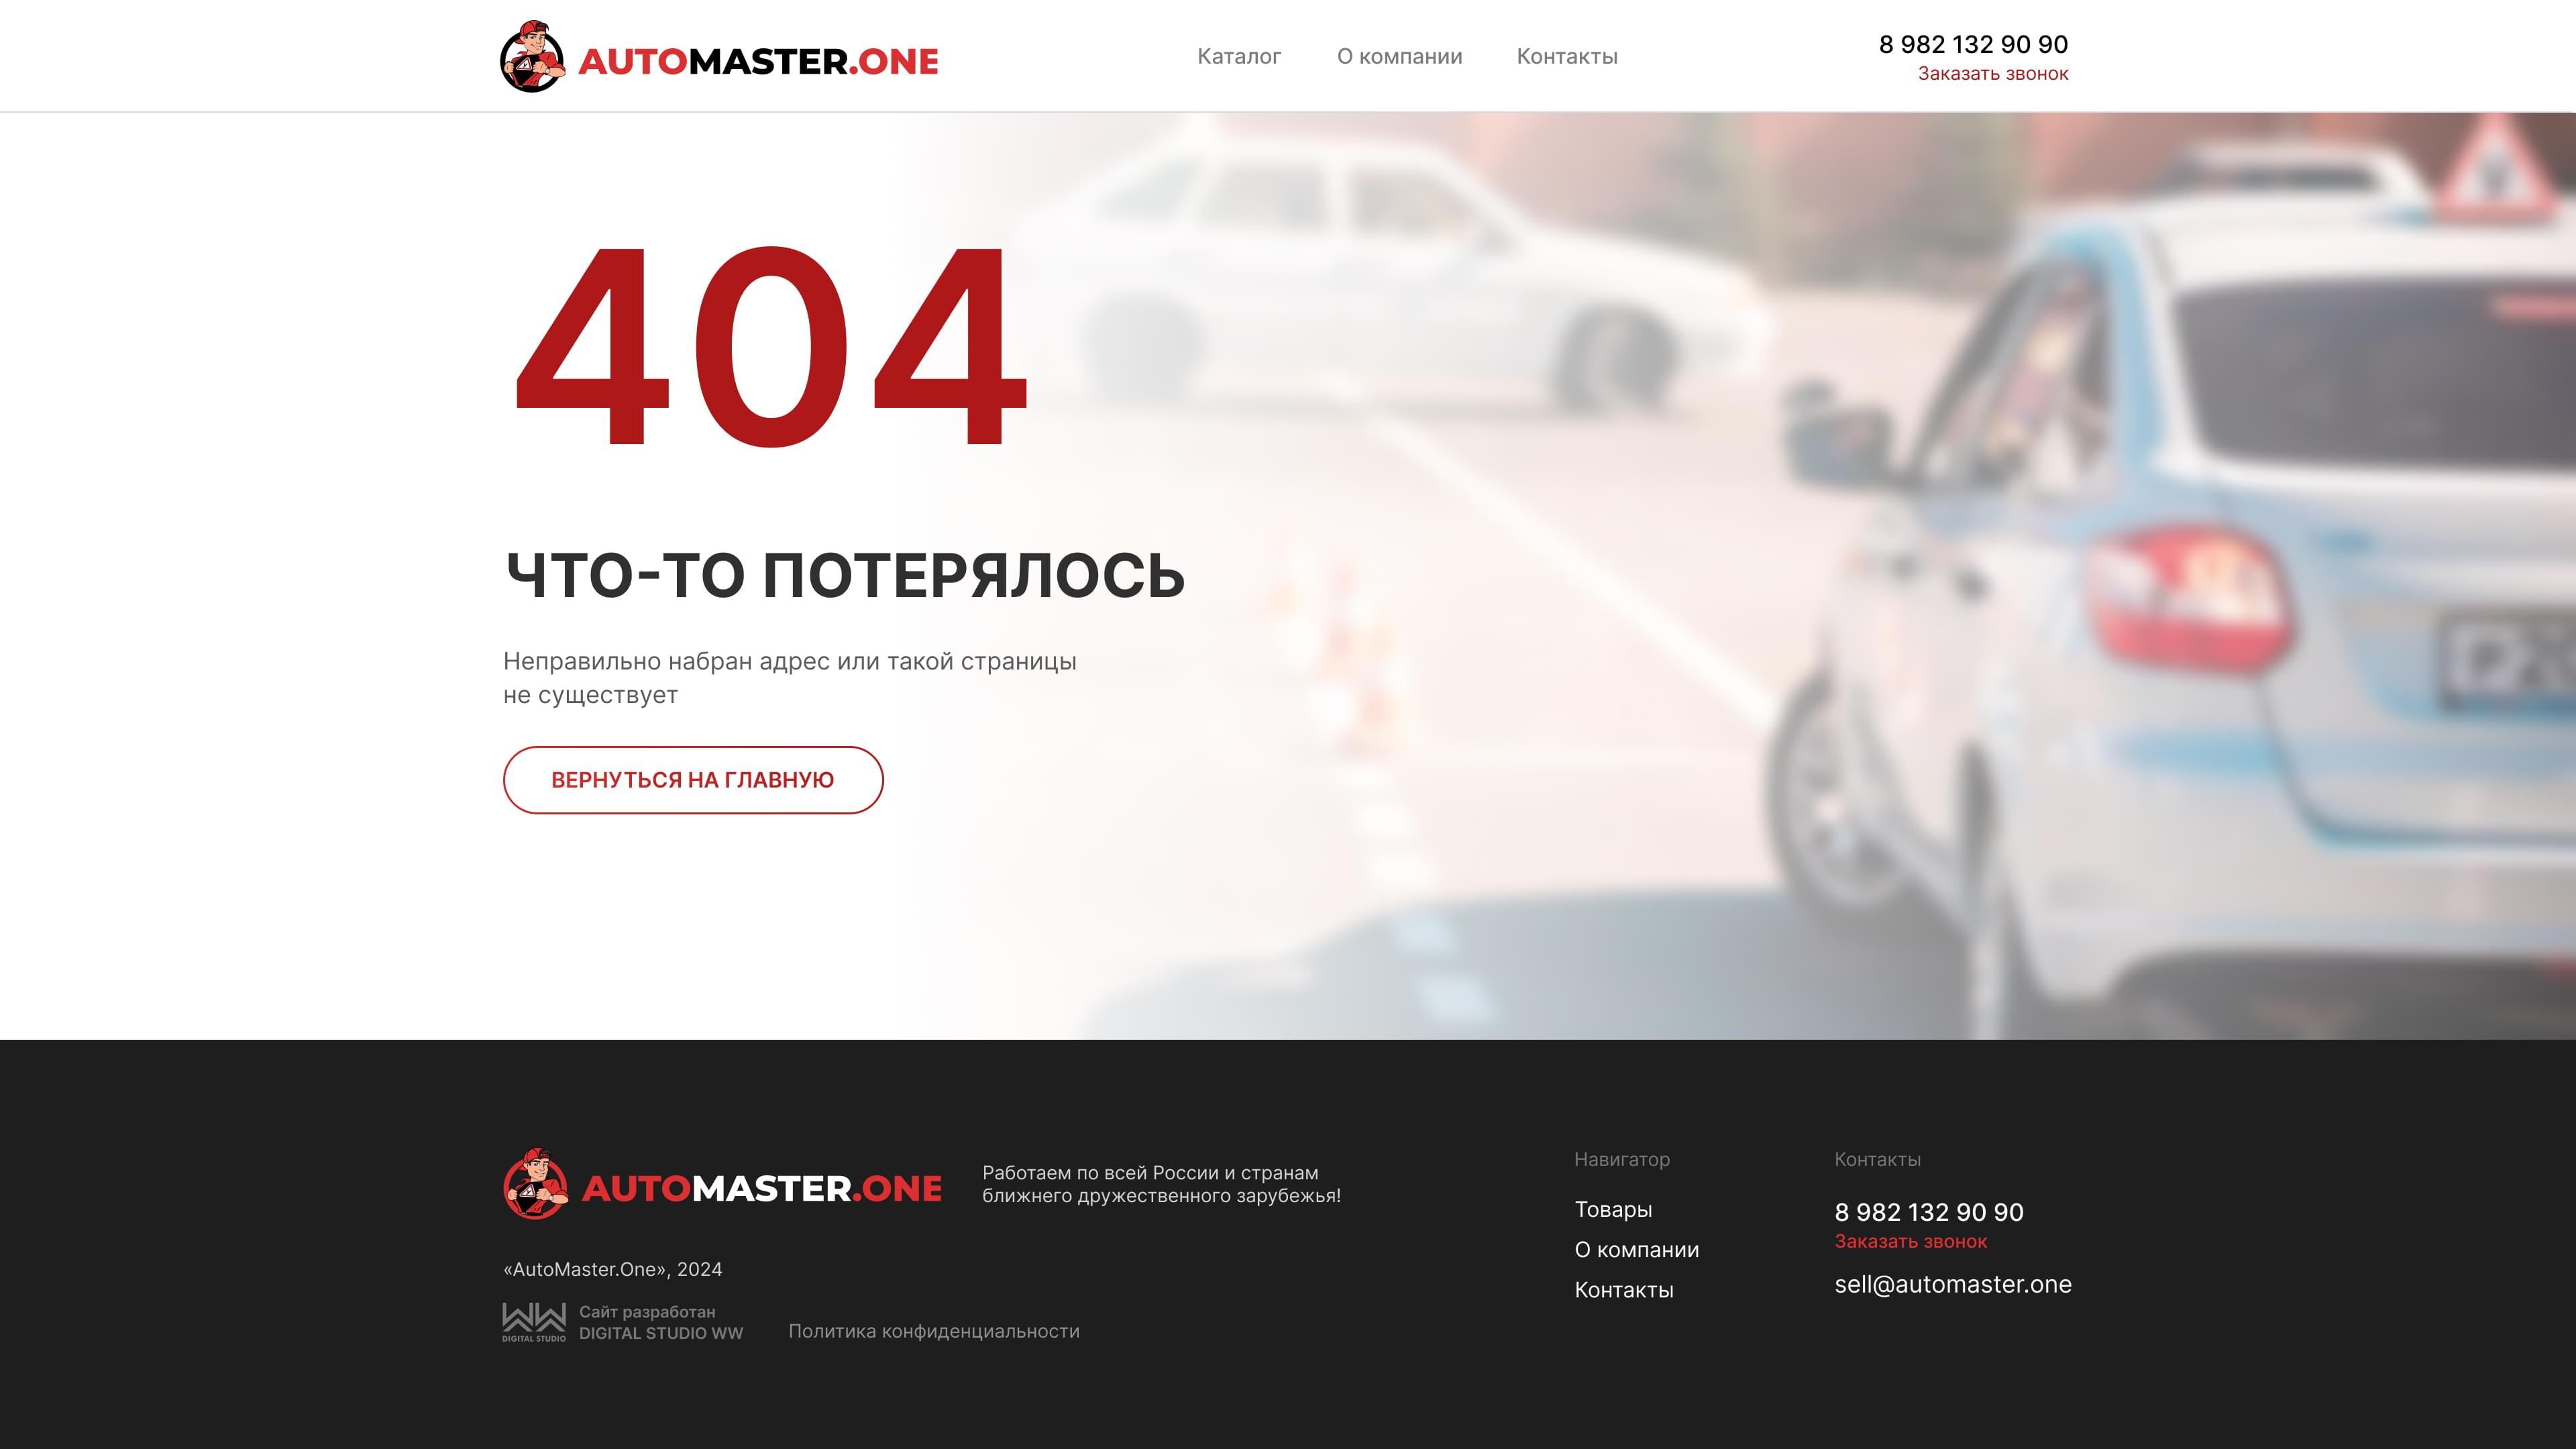 AUTOMASTER.ONE
Каталог
О компании
Контакты
8 982 132 90 90
Заказать звонок
404
ЧТО-ТО ПОТЕРЯЛОСЬ
Неправильно набран адрес или такой страницы
не существует
ВЕРНУТЬСЯ НА ГЛАВНУЮ
AUTOMASTER.ONE
Работаем по всей России и странам
ближнего дружественного зарубежья!
«AutoMaster.One», 2024
WW
DIGITAL STUDIO
Сайт разработан
DIGITAL STUDIO WW
Политика конфиденциальности
Навигатор
Товары
О компании
Контакты
Контакты
8 982 132 90 90
Заказать звонок
sell@automaster.one